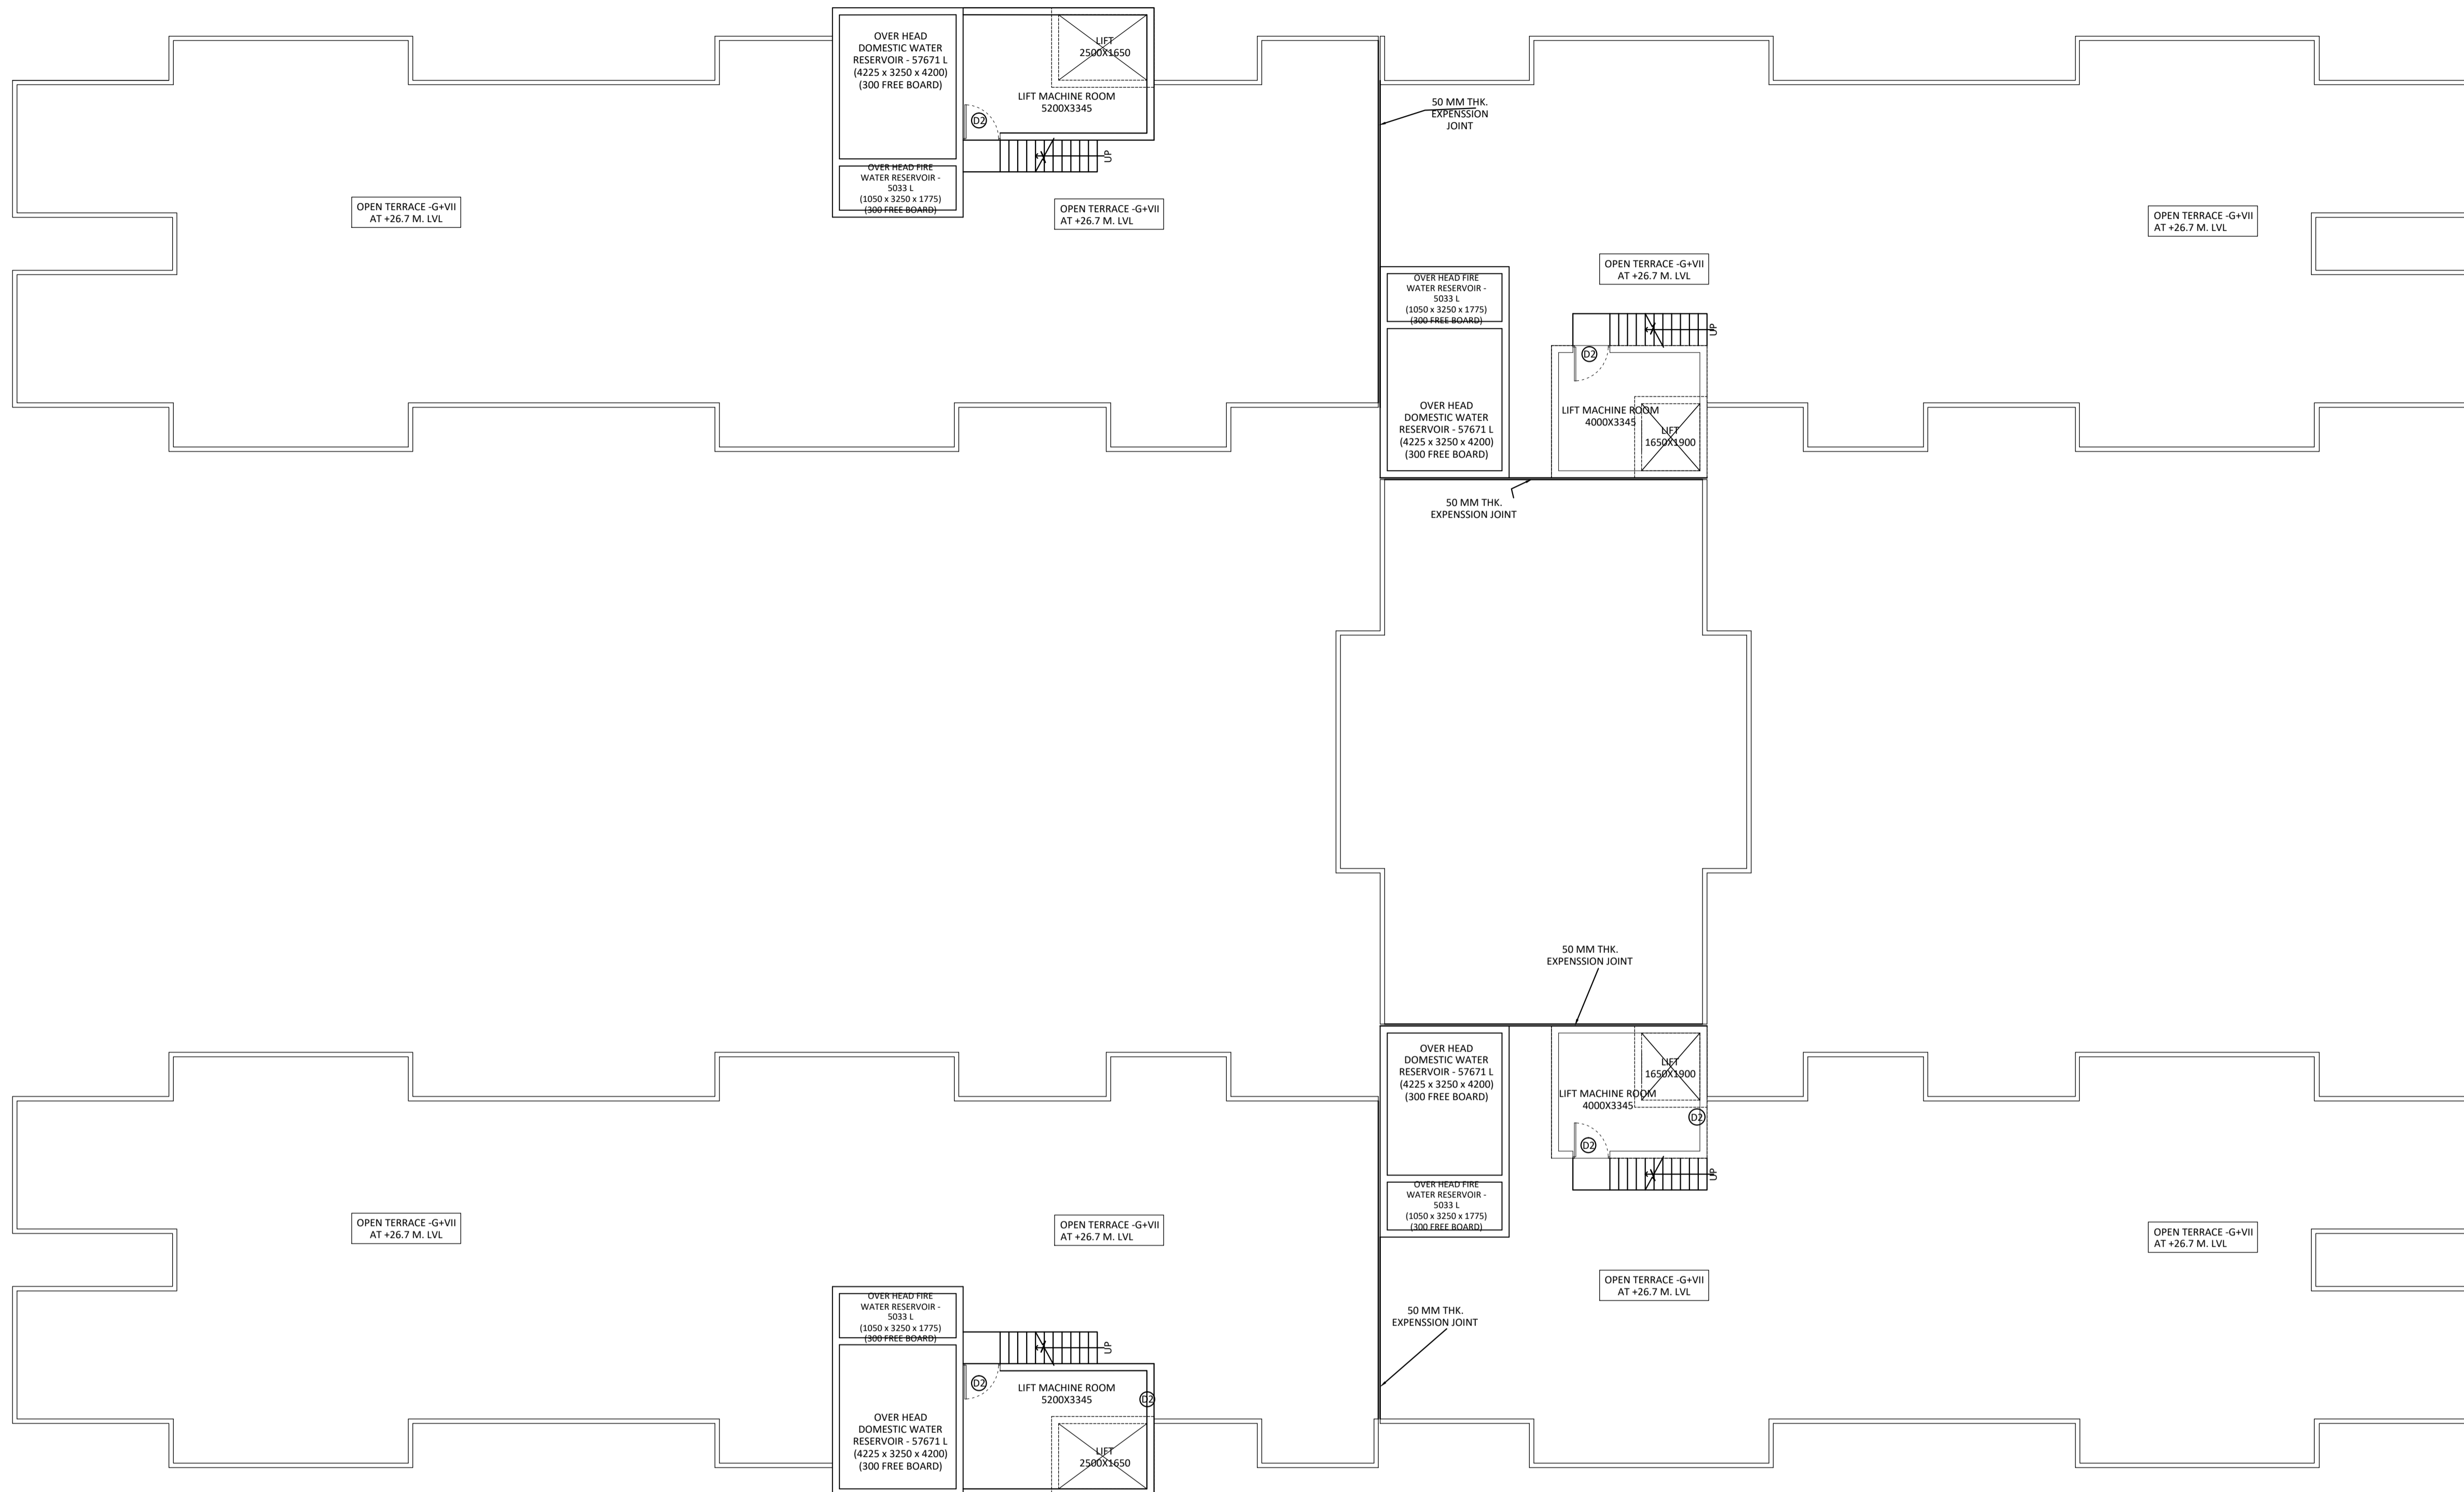 OVER HEAD
DOMESTIC WATER
RESERVOIR - 57671 L
(4225 x 3250 x 4200)
(300 FREE BOARD)
LIFT
2500X1650
LIFT MACHINE ROOM
5200X3345
D2
UP
OVER HEAD FIRE
WATER RESERVOIR -
5033 L
(1050 x 3250 x 1775)
(300 FREE BOARD)
OPEN TERRACE -G+VII
AT +26.7 M. LVL
OPEN TERRACE -G+VII
AT +26.7 M. LVL
50 MM THK.
EXPENSSION
JOINT
OPEN TERRACE -G+VII
AT +26.7 M. LVL
OPEN TERRACE -G+VII
AT +26.7 M. LVL
OVER HEAD FIRE
WATER RESERVOIR -
5033 L
(1050 x 3250 x 1775)
(300 FREE BOARD)
UP
D2
OVER HEAD
DOMESTIC WATER
RESERVOIR - 57671 L
(4225 x 3250 x 4200)
(300 FREE BOARD)
LIFT MACHINE ROOM
4000X3345
LIFT
1650X1900
50 MM THK.
EXPENSSION JOINT
50 MM THK.
EXPENSSION JOINT
OVER HEAD
DOMESTIC WATER
RESERVOIR - 57671 L
(4225 x 3250 x 4200)
(300 FREE BOARD)
LIFT
1650X1900
LIFT MACHINE ROOM
4000X3345
D2
D2
UP
OVER HEAD FIRE
WATER RESERVOIR -
5033 L
(1050 x 3250 x 1775)
(300 FREE BOARD)
OPEN TERRACE -G+VII
AT +26.7 M. LVL
OPEN TERRACE -G+VII
AT +26.7 M. LVL
OPEN TERRACE -G+VII
AT +26.7 M. LVL
OPEN TERRACE -G+VII
AT +26.7 M. LVL
50 MM THK.
EXPENSSION JOINT
OVER HEAD FIRE
WATER RESERVOIR -
5033 L
(1050 x 3250 x 1775)
(300 FREE BOARD)
UP
D2
LIFT MACHINE ROOM
5200X3345
D2
OVER HEAD
DOMESTIC WATER
RESERVOIR - 57671 L
(4225 x 3250 x 4200)
(300 FREE BOARD)
LIFT
2500X1650